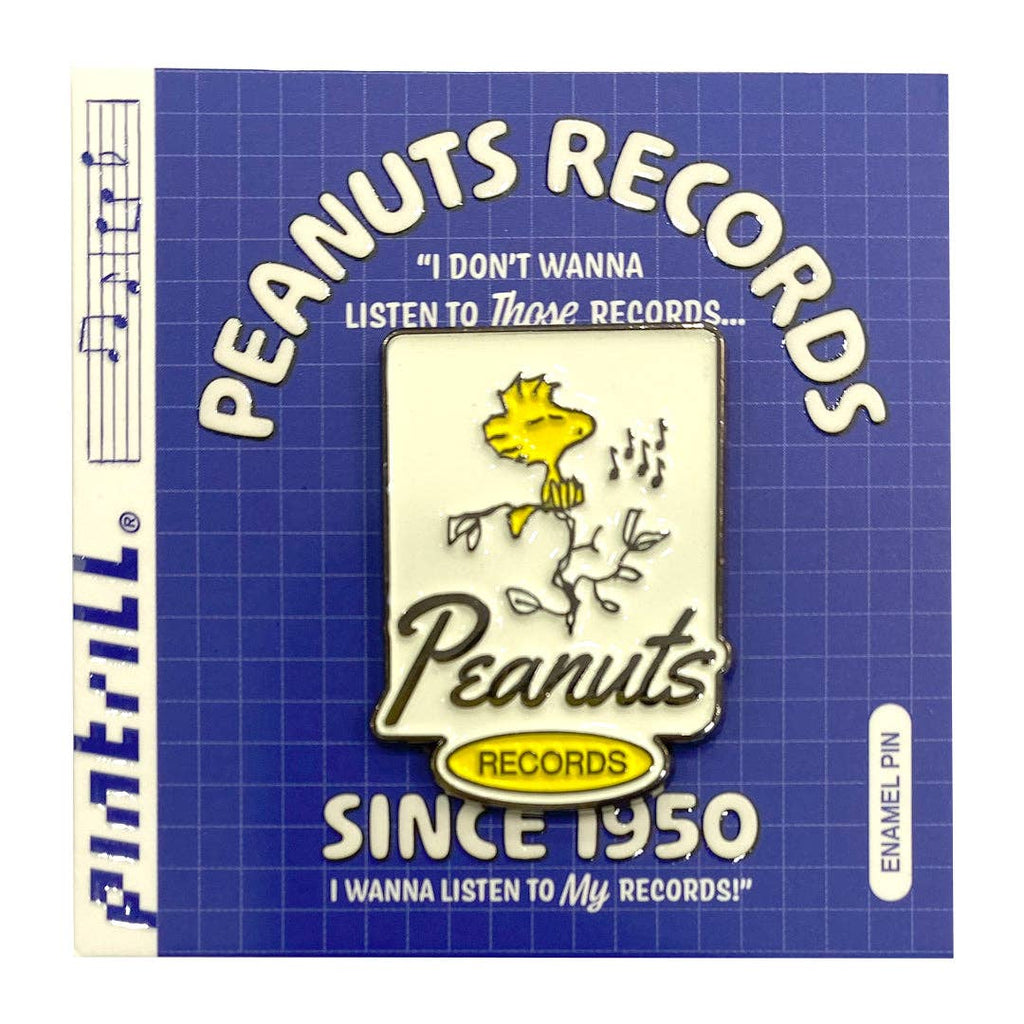 PEANUTS RECORDS
"I DON'T WANNA
LISTEN TO Those RECORDS...
Peanuts
RECORDS
SINCE 1950
I WANNA LISTEN TO My RECORDS!"
pintrill®
ENAMEL PIN